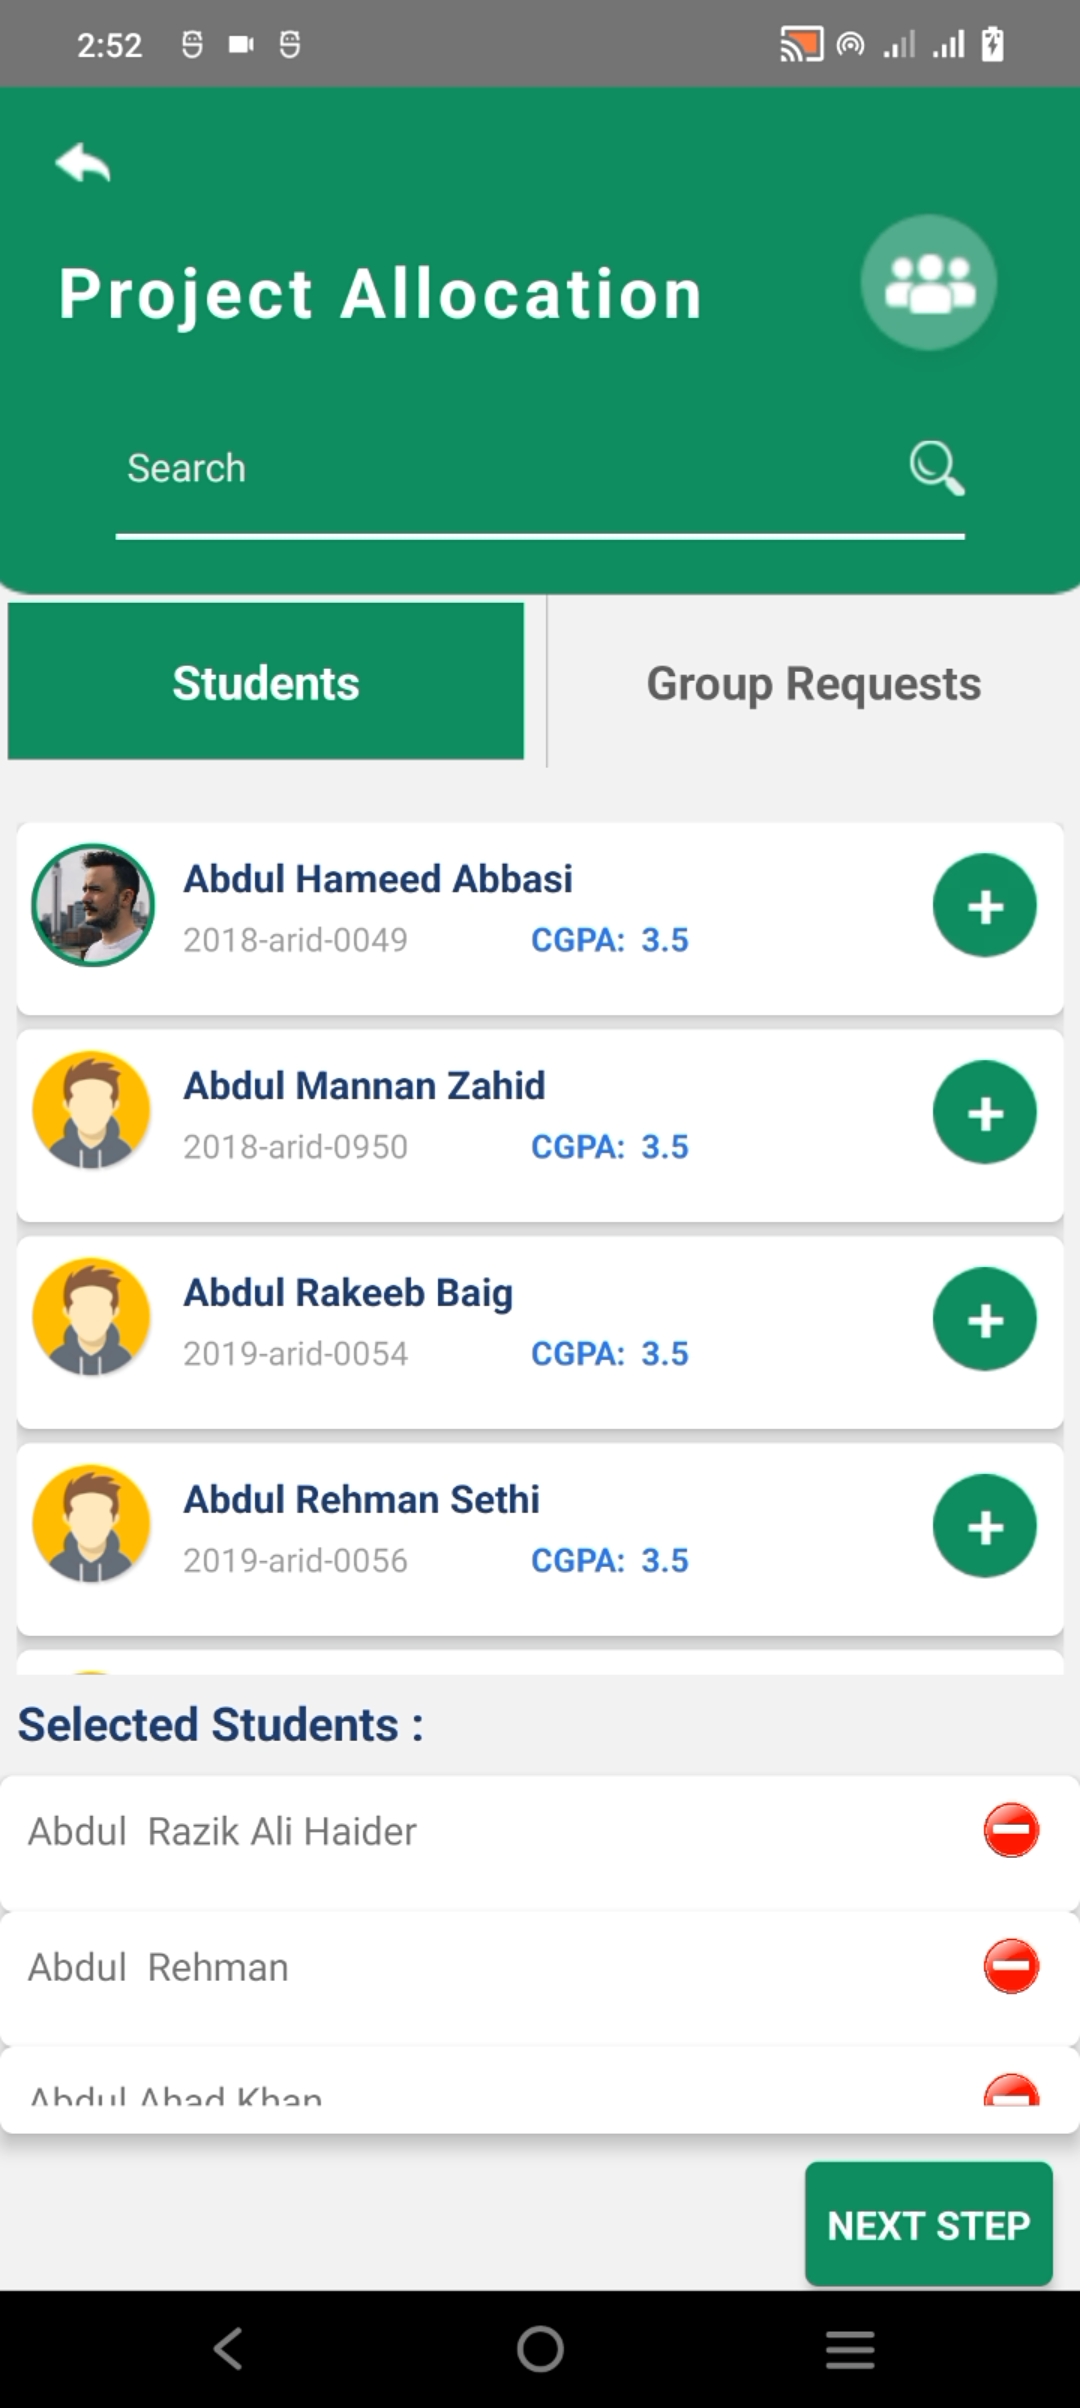 2:52
Project Allocation
Search
Students
Group Requests
Abdul Hameed Abbasi
2018-arid-0049 CGPA: 3.5
Abdul Mannan Zahid
2018-arid-0950 CGPA: 3.5
Abdul Rakeeb Baig
2019-arid-0054 CGPA: 3.5
Abdul Rehman Sethi
2019-arid-0056 CGPA: 3.5
Selected Students :
Abdul  Razik Ali Haider
Abdul  Rehman
Abdul Ahad Khan
NEXT STEP